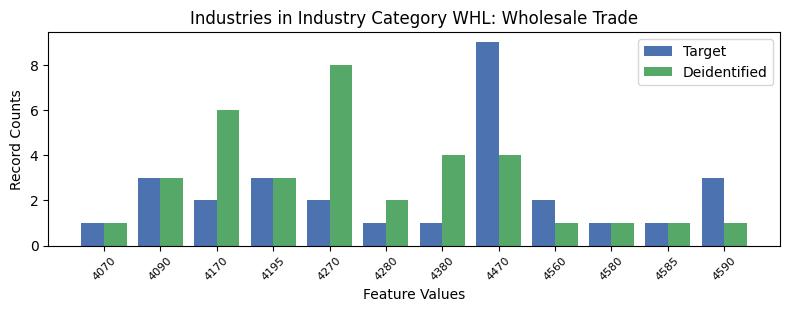 Industries in Industry Category WHL: Wholesale Trade
Target
Deidentified
Record Counts
8
6
4
2
0
4070 4090 4170 4195 4270 4280 4380 4470 4560 4580 4585 4590
Feature Values